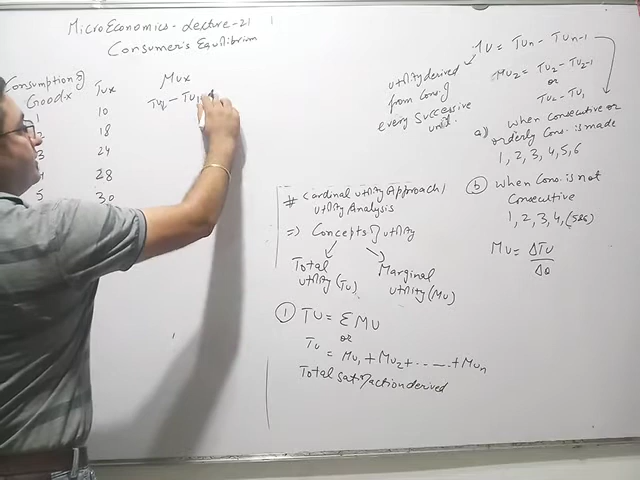 MicroEconomics - Lecture-21
Consumer's Equilibrium
Consumption of Good-x TUx MUx
TU2 - TU1
1 10
2 18
3 24
4 28
5 30
MU = TUn - TUn-1
utility derived from Cons. of every Successive unit.
MU2 = TU2 - TU2-1
or
TU2 - TU1
a) when consecutive or
orderly Cons. is made
1, 2, 3, 4, 5, 6
b) when Cons. is not
Consecutive
1, 2, 3, 4, (5&6)
MU = ΔTU
ΔQ
# Cardinal utility Approach/
utility Analysis
=> Concepts of utility
Total utility (TU)
Marginal utility (MU)
1 TU = ΣMU
or
TU = MU1 + MU2 + ------ + MUn
Total satisfaction derived